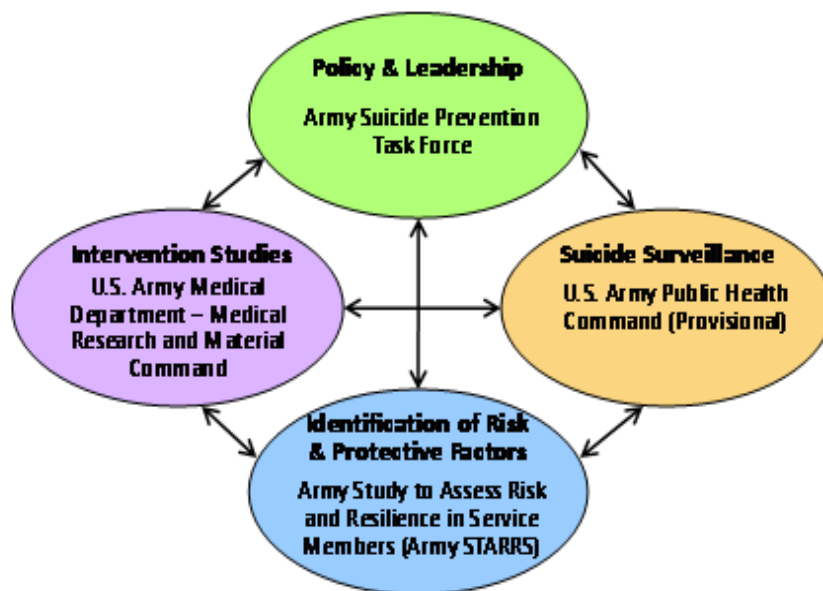 Policy & Leadership
Army Suicide Prevention
Task Force
Intervention Studies
U.S. Army Medical
Department – Medical
Research and Material
Command
Suicide Surveillance
U.S. Army Public Health
Command (Provisional)
Identification of Risk
& Protective Factors
Army Study to Assess Risk
and Resilience in Service
Members (Army STARRS)